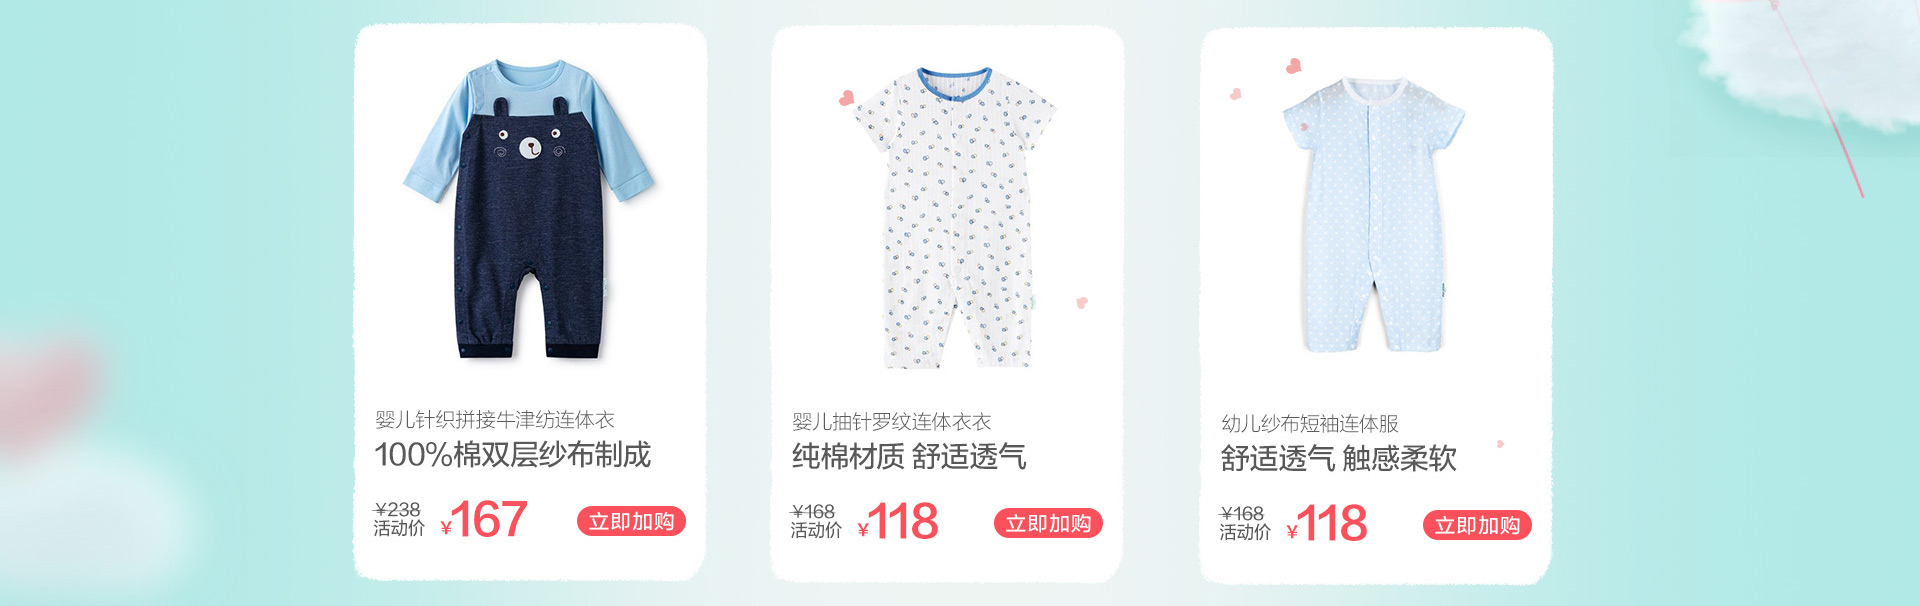 婴儿针织拼接牛津纺连体衣
100%棉双层纱布制成
¥238
活动价 ¥167
立即加购
婴儿抽针罗纹连体衣衣
纯棉材质 舒适透气
¥168
活动价 ¥118
立即加购
幼儿纱布短袖连体服
舒适透气 触感柔软
¥168
活动价 ¥118
立即加购